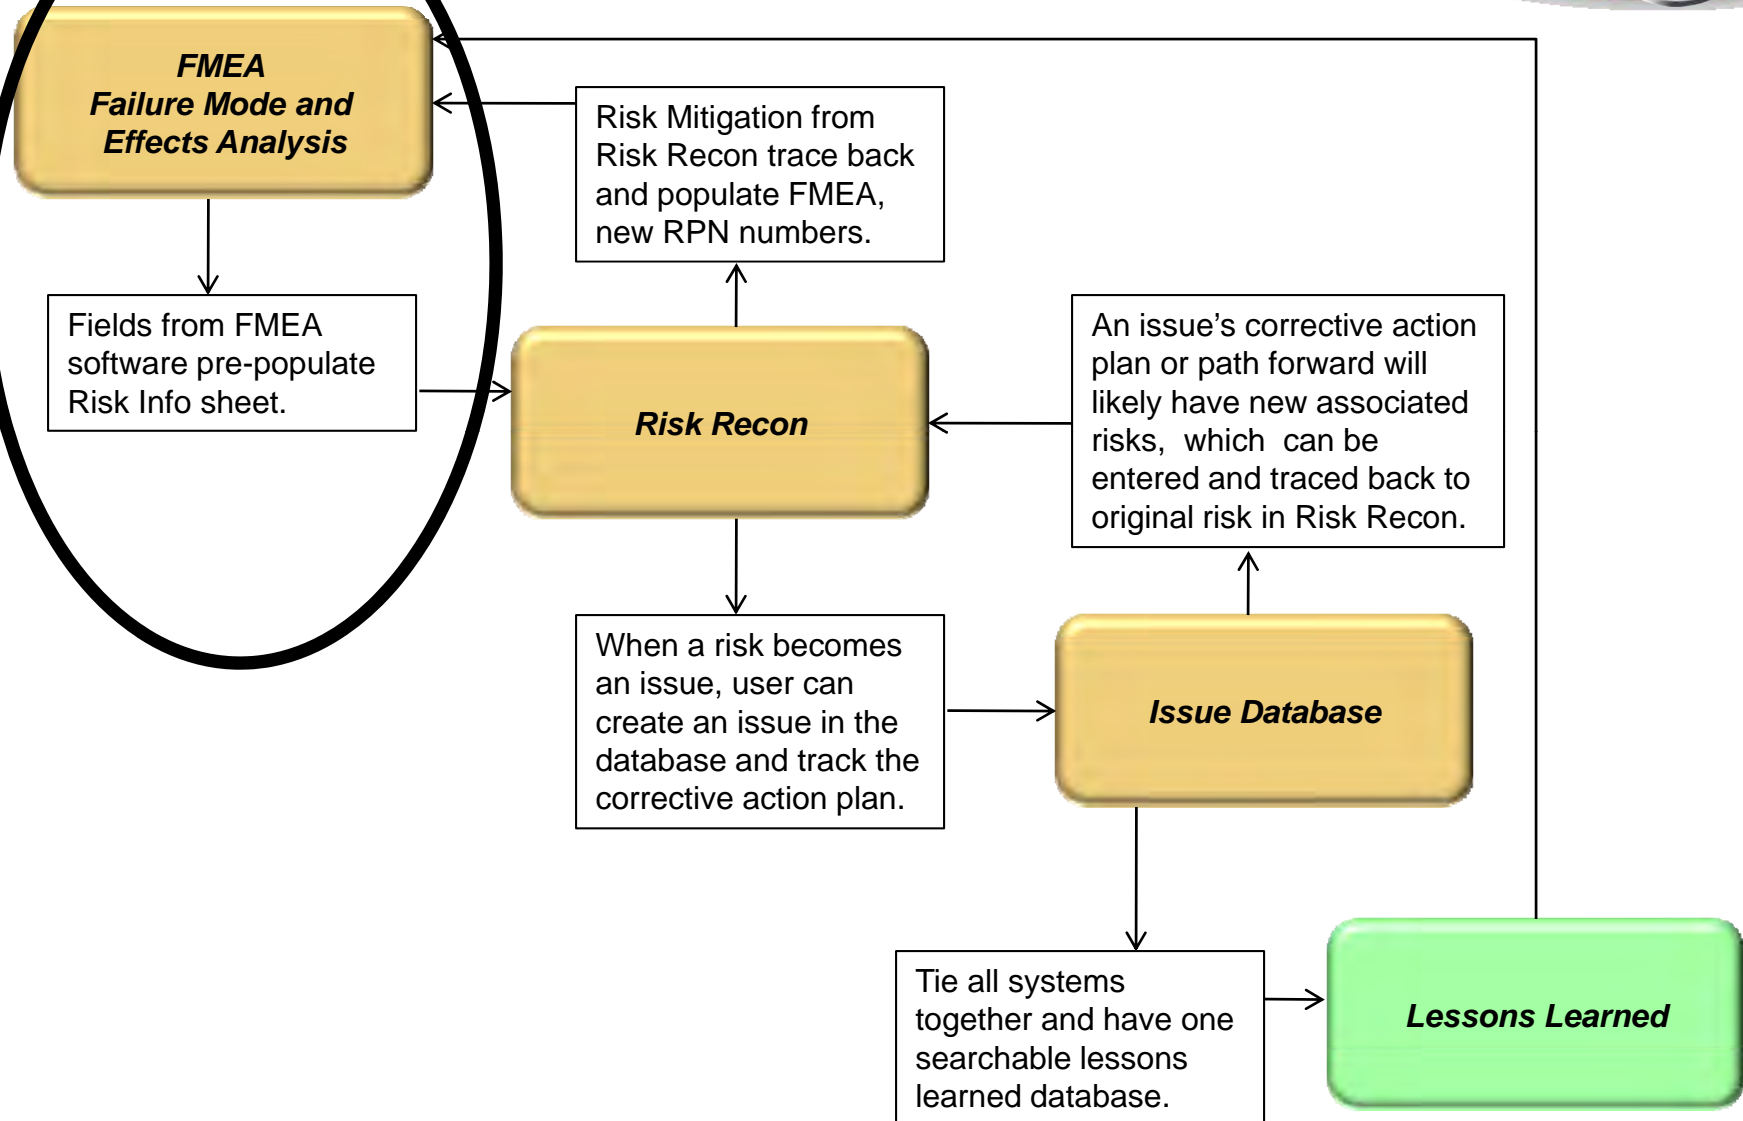 FMEA
Failure Mode and
Effects Analysis
Risk Mitigation from
Risk Recon trace back
and populate FMEA,
new RPN numbers.
Fields from FMEA
software pre-populate
Risk Info sheet.
Risk Recon
An issue’s corrective action
plan or path forward will
likely have new associated
risks, which can be
entered and traced back to
original risk in Risk Recon.
When a risk becomes
an issue, user can
create an issue in the
database and track the
corrective action plan.
Issue Database
Tie all systems
together and have one
searchable lessons
learned database.
Lessons Learned